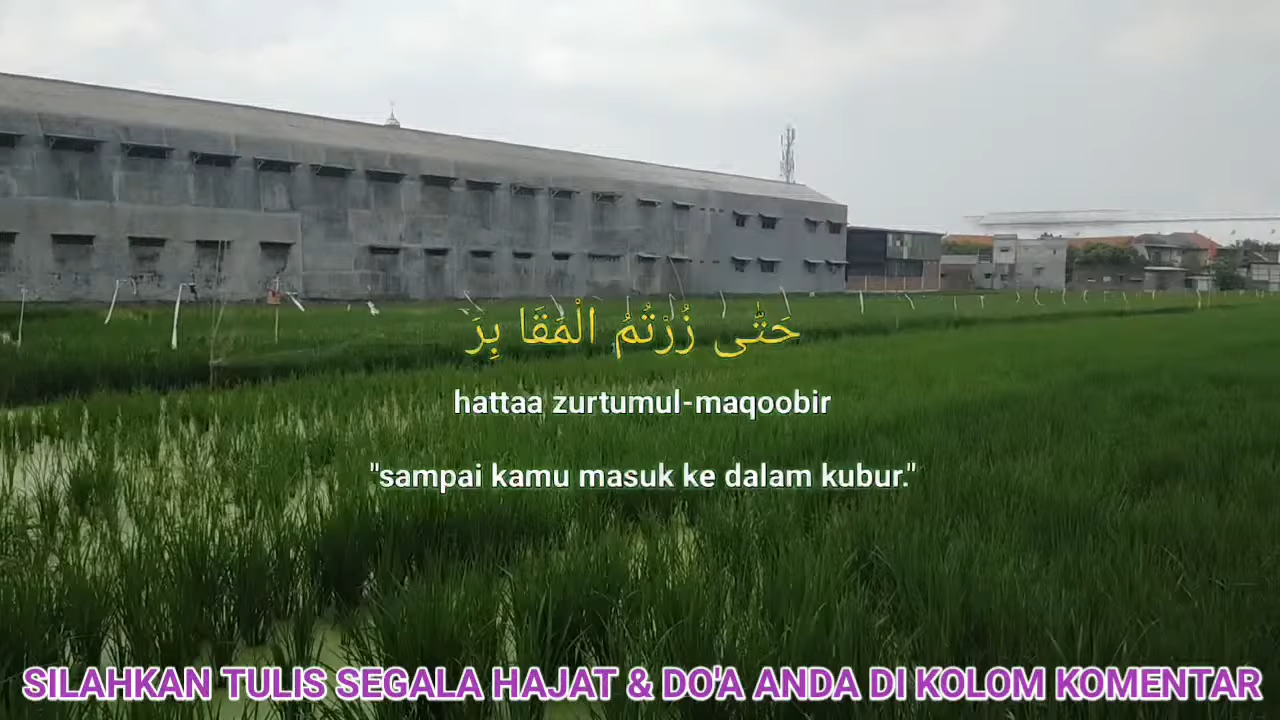 حَتّٰى زُرْتُمُ الْمَقَا بِرَ
hattaa zurtumul-maqoobir
"sampai kamu masuk ke dalam kubur."
SILAHKAN TULIS SEGALA HAJAT & DO'A ANDA DI KOLOM KOMENTAR